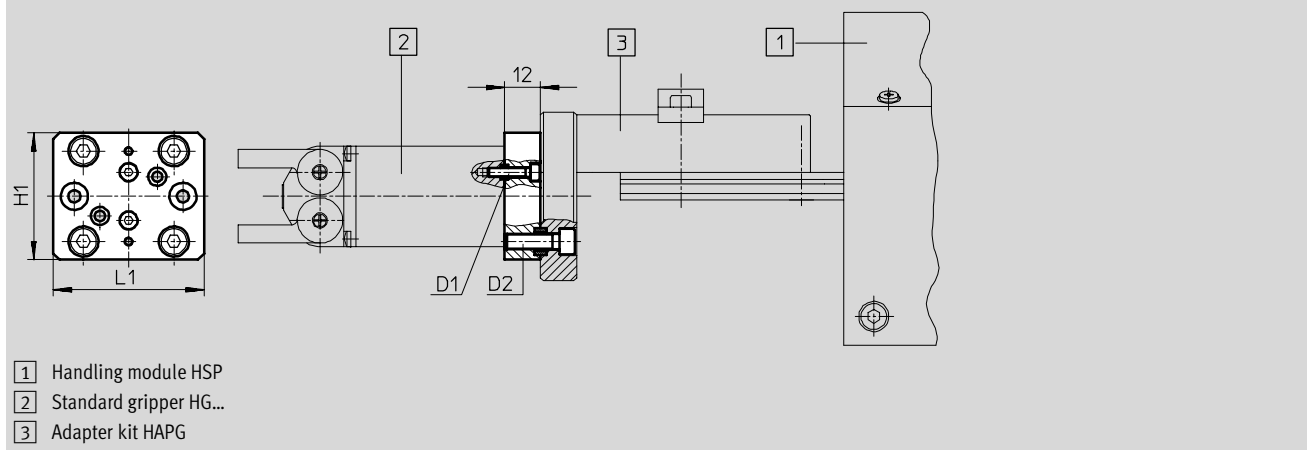 2
3
1
12
H1
L1
D1
D2
1 Handling module HSP
2 Standard gripper HG...
3 Adapter kit HAPG